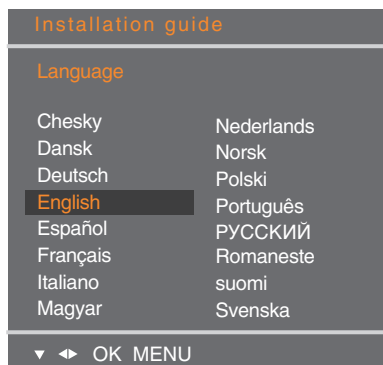 Installation guide
Language
Chesky
Dansk
Deutsch
English
Español
Français
Italiano
Magyar
Nederlands
Norsk
Polski
Português
РУССКИЙ
Romaneste
suomi
Svenska
OK MENU